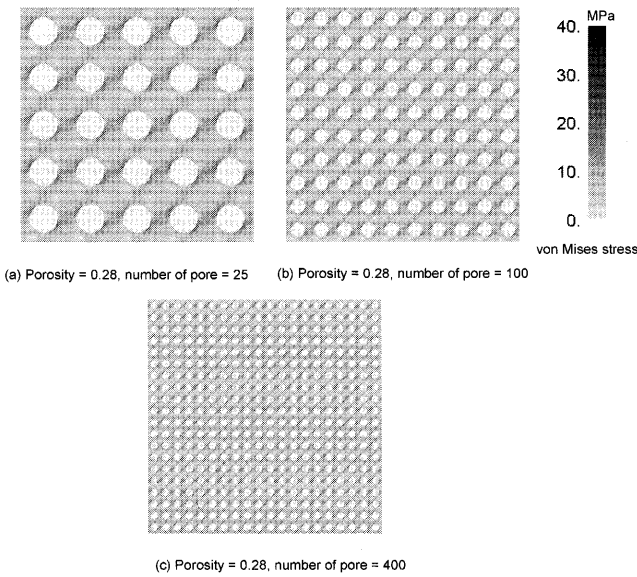 MPa
40.
30.
20.
10.
0.
von Mises stress
(a) Porosity = 0.28, number of pore = 25
(b) Porosity = 0.28, number of pore = 100
(c) Porosity = 0.28, number of pore = 400